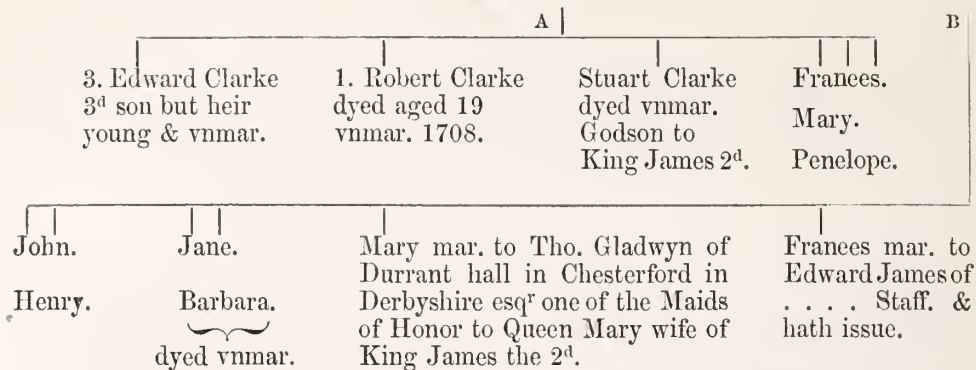 A B
3. Edward Clarke
3ᵈ son but heir
young & vnmar.
1. Robert Clarke
dyed aged 19
vnmar. 1708.
Stuart Clarke
dyed vnmar.
Godson to
King James 2ᵈ.
Franees.
Mary.
Penelope.
John.
Henry.
Jane.
Barbara.
dyed vnmar.
Mary mar. to Tho. Gladwyn of
Durrant hall in Chesterford in
Derbyshire esqʳ one of the Maids
of Honor to Queen Mary wife of
King James the 2ᵈ.
Franees mar. to
Edward James of
. . . . Staff. &
hath issue.